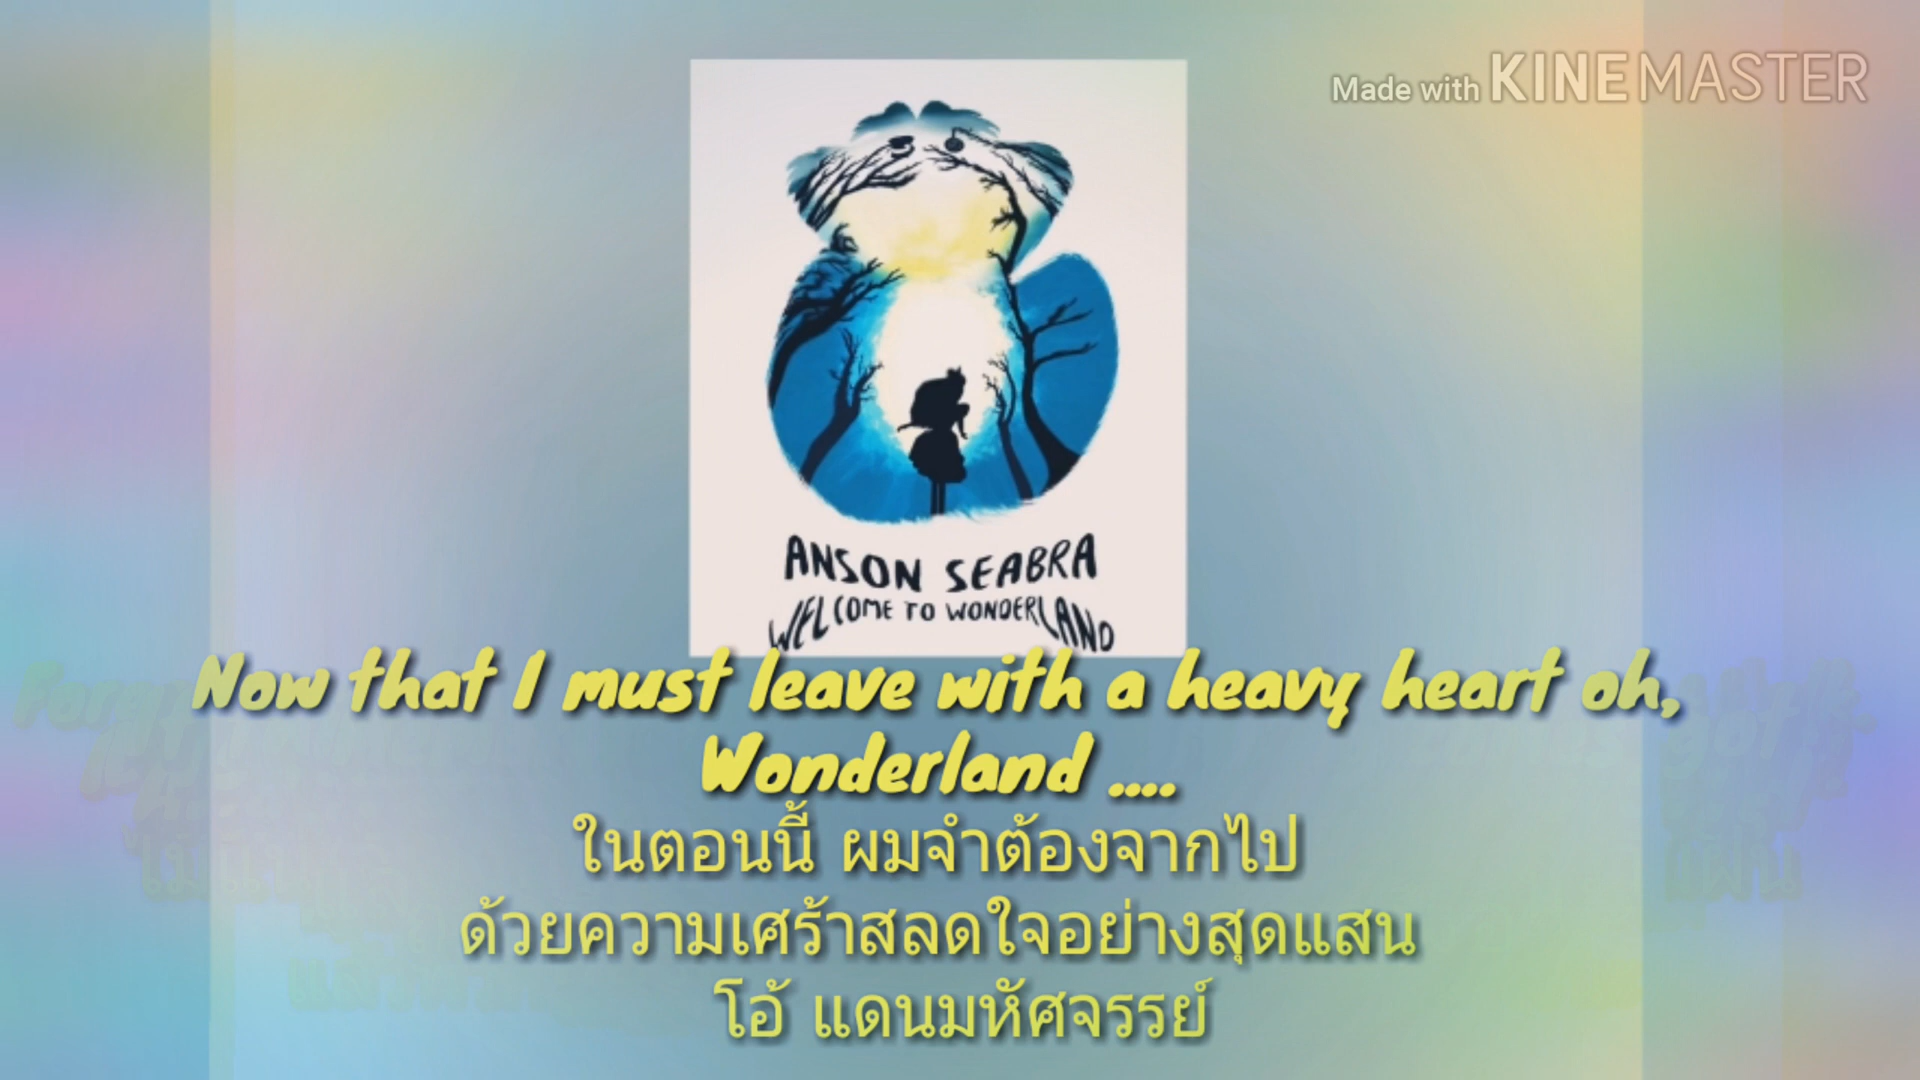 Made with KINEMASTER
ANSON SEABRA
WELCOME TO WONDERLAND
Now that I must leave with a heavy heart oh,
Wonderland ....
ในตอนนี้ ผมจำต้องจากไป
ด้วยความเศร้าสลดใจอย่างสุดแสน
โอ้ แดนมหัศจรรย์